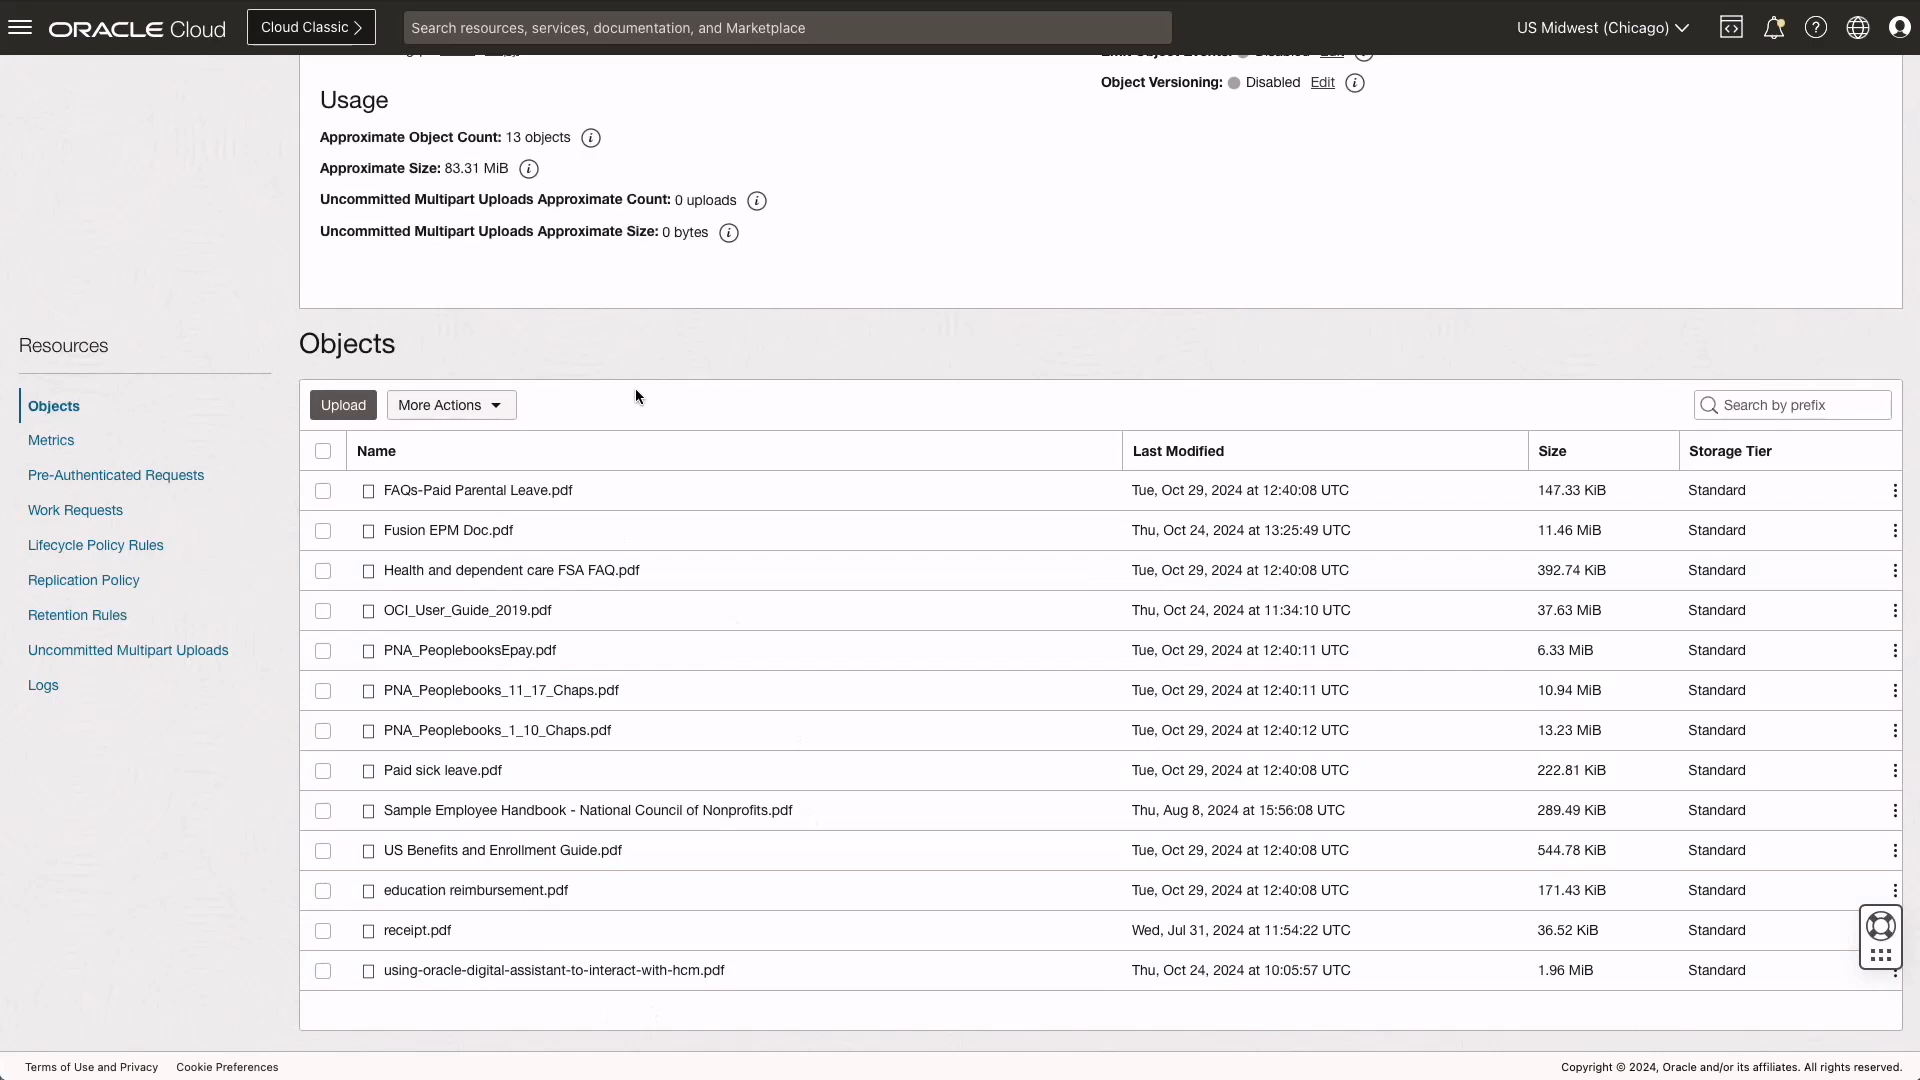 ORACLE Cloud
Cloud Classic >
Search resources, services, documentation, and Marketplace
US Midwest (Chicago)
Object Versioning: Disabled Edit
Usage
Approximate Object Count: 13 objects
Approximate Size: 83.31 MiB
Uncommitted Multipart Uploads Approximate Count: 0 uploads
Uncommitted Multipart Uploads Approximate Size: 0 bytes
Resources
Objects
Metrics
Pre-Authenticated Requests
Work Requests
Lifecycle Policy Rules
Replication Policy
Retention Rules
Uncommitted Multipart Uploads
Logs
Objects
Upload More Actions Search by prefix
Name Last Modified Size Storage Tier
FAQs-Paid Parental Leave.pdf Tue, Oct 29, 2024 at 12:40:08 UTC 147.33 KiB Standard
Fusion EPM Doc.pdf Thu, Oct 24, 2024 at 13:25:49 UTC 11.46 MiB Standard
Health and dependent care FSA FAQ.pdf Tue, Oct 29, 2024 at 12:40:08 UTC 392.74 KiB Standard
OCI_User_Guide_2019.pdf Thu, Oct 24, 2024 at 11:34:10 UTC 37.63 MiB Standard
PNA_PeoplebooksEpay.pdf Tue, Oct 29, 2024 at 12:40:11 UTC 6.33 MiB Standard
PNA_Peoplebooks_11_17_Chaps.pdf Tue, Oct 29, 2024 at 12:40:11 UTC 10.94 MiB Standard
PNA_Peoplebooks_1_10_Chaps.pdf Tue, Oct 29, 2024 at 12:40:12 UTC 13.23 MiB Standard
Paid sick leave.pdf Tue, Oct 29, 2024 at 12:40:08 UTC 222.81 KiB Standard
Sample Employee Handbook - National Council of Nonprofits.pdf Thu, Aug 8, 2024 at 15:56:08 UTC 289.49 KiB Standard
US Benefits and Enrollment Guide.pdf Tue, Oct 29, 2024 at 12:40:08 UTC 544.78 KiB Standard
education reimbursement.pdf Tue, Oct 29, 2024 at 12:40:08 UTC 171.43 KiB Standard
receipt.pdf Wed, Jul 31, 2024 at 11:54:22 UTC 36.52 KiB Standard
using-oracle-digital-assistant-to-interact-with-hcm.pdf Thu, Oct 24, 2024 at 10:05:57 UTC 1.96 MiB Standard
Terms of Use and Privacy Cookie Preferences
Copyright © 2024, Oracle and/or its affiliates. All rights reserved.